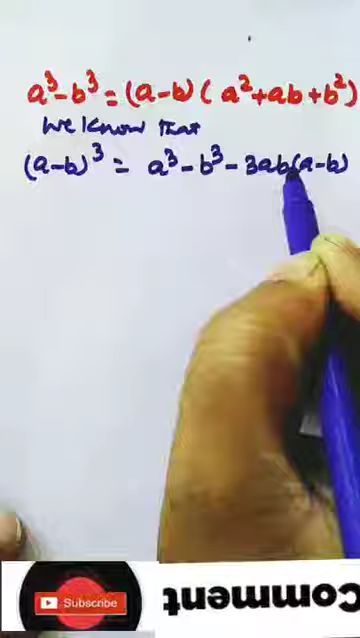 a³-b³ = (a-b)(a²+ab+b²)
We know that
(a-b)³ = a³-b³-3ab(a-b)
Subscribe
Comment